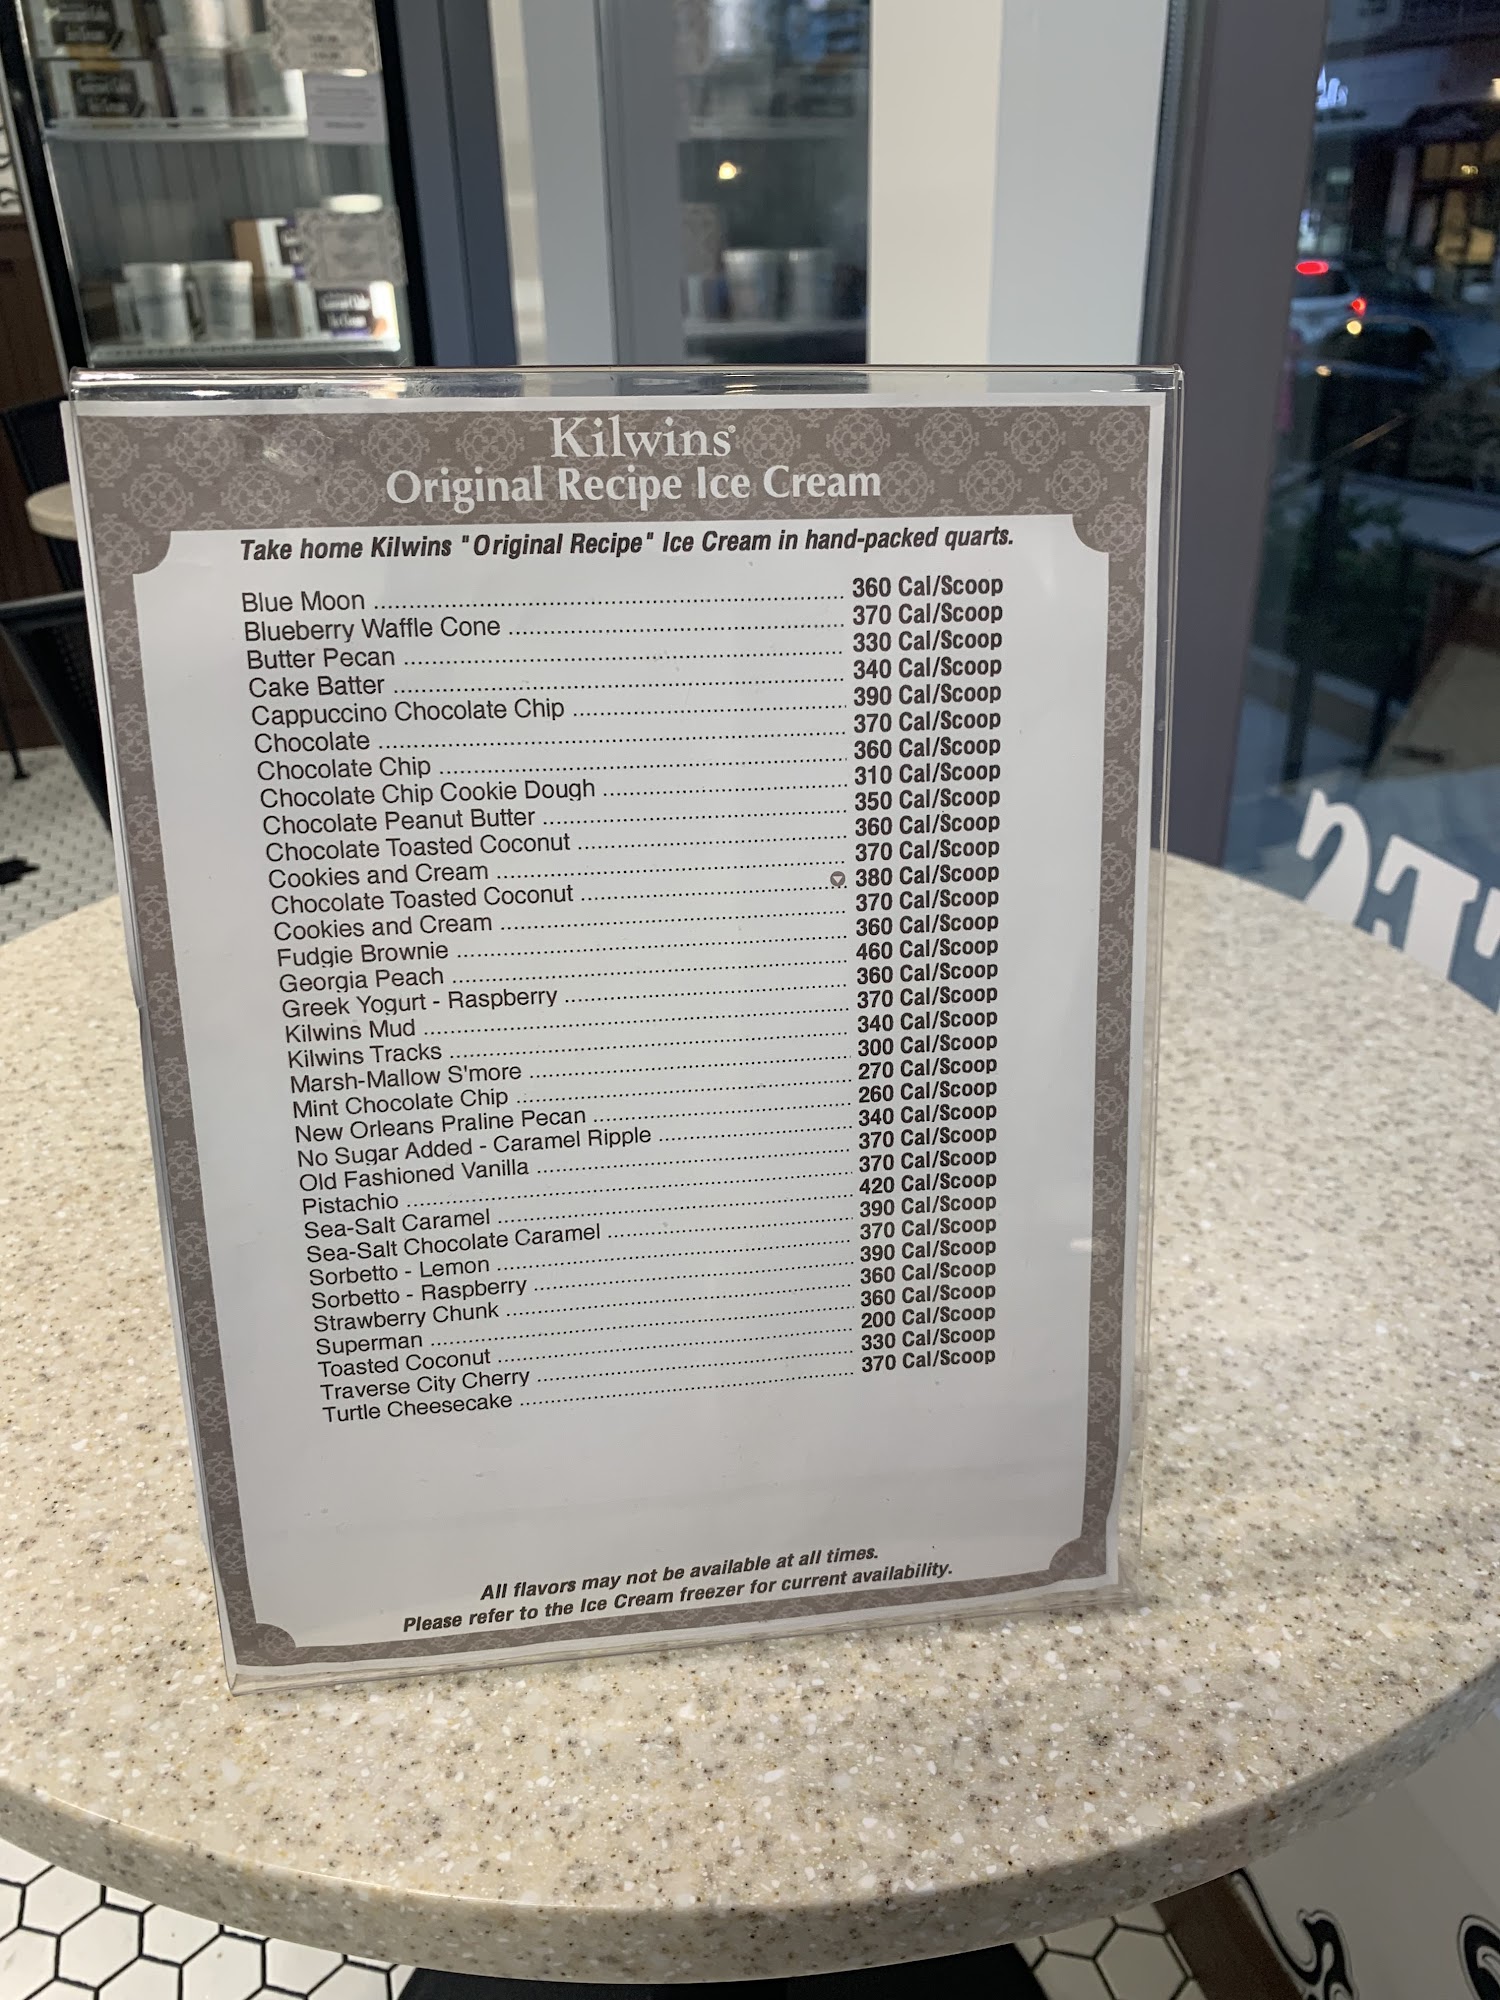 Kilwins®
Original Recipe Ice Cream
Take home Kilwins "Original Recipe" Ice Cream in hand-packed quarts.
Blue Moon ........ 360 Cal/Scoop
Blueberry Waffle Cone ........ 370 Cal/Scoop
Butter Pecan ........ 330 Cal/Scoop
Cake Batter ........ 340 Cal/Scoop
Cappuccino Chocolate Chip ........ 390 Cal/Scoop
Chocolate ........ 370 Cal/Scoop
Chocolate Chip ........ 360 Cal/Scoop
Chocolate Chip Cookie Dough ........ 310 Cal/Scoop
Chocolate Peanut Butter ........ 350 Cal/Scoop
Chocolate Toasted Coconut ........ 360 Cal/Scoop
Cookies and Cream ........ 370 Cal/Scoop
Chocolate Toasted Coconut ........ 380 Cal/Scoop
Cookies and Cream ........ 370 Cal/Scoop
Fudgie Brownie ........ 360 Cal/Scoop
Georgia Peach ........ 460 Cal/Scoop
Greek Yogurt - Raspberry ........ 360 Cal/Scoop
Kilwins Mud ........ 370 Cal/Scoop
Kilwins Tracks ........ 340 Cal/Scoop
Marsh-Mallow S'more ........ 300 Cal/Scoop
Mint Chocolate Chip ........ 270 Cal/Scoop
New Orleans Praline Pecan ........ 260 Cal/Scoop
No Sugar Added - Caramel Ripple ........ 340 Cal/Scoop
Old Fashioned Vanilla ........ 370 Cal/Scoop
Pistachio ........ 370 Cal/Scoop
Sea-Salt Caramel ........ 420 Cal/Scoop
Sea-Salt Chocolate Caramel ........ 390 Cal/Scoop
Sorbetto - Lemon ........ 370 Cal/Scoop
Sorbetto - Raspberry ........ 390 Cal/Scoop
Strawberry Chunk ........ 360 Cal/Scoop
Superman ........ 360 Cal/Scoop
Toasted Coconut ........ 200 Cal/Scoop
Traverse City Cherry ........ 330 Cal/Scoop
Turtle Cheesecake ........ 370 Cal/Scoop
All flavors may not be available at all times.
Please refer to the Ice Cream freezer for current availability.